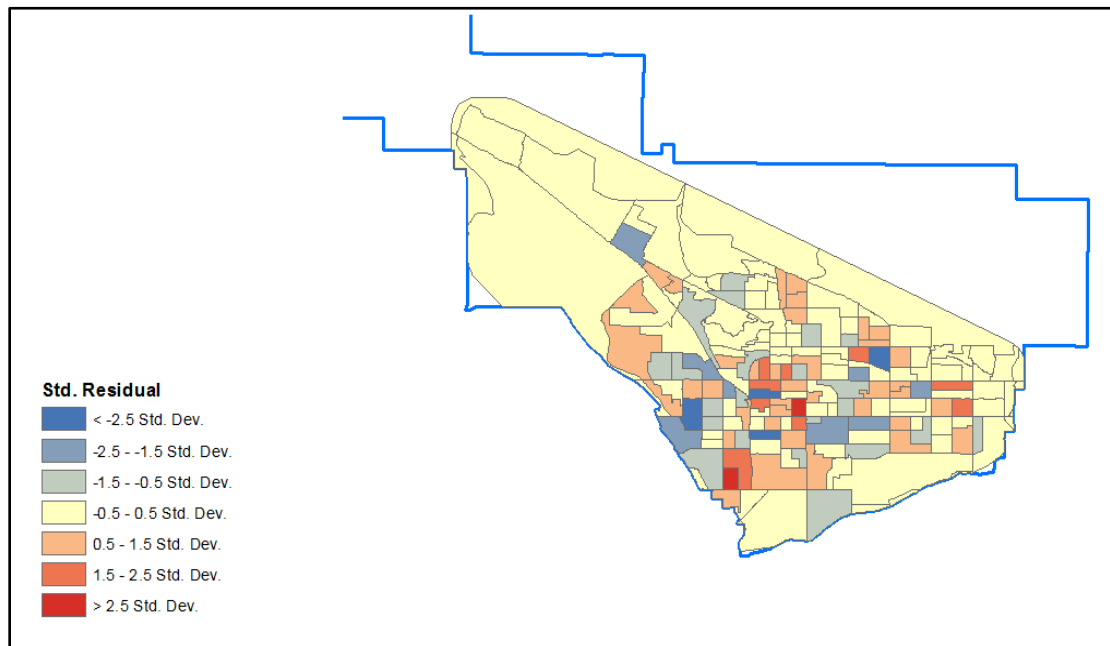 Std. Residual
< -2.5 Std. Dev.
-2.5 - -1.5 Std. Dev.
-1.5 - -0.5 Std. Dev.
-0.5 - 0.5 Std. Dev.
0.5 - 1.5 Std. Dev.
1.5 - 2.5 Std. Dev.
> 2.5 Std. Dev.